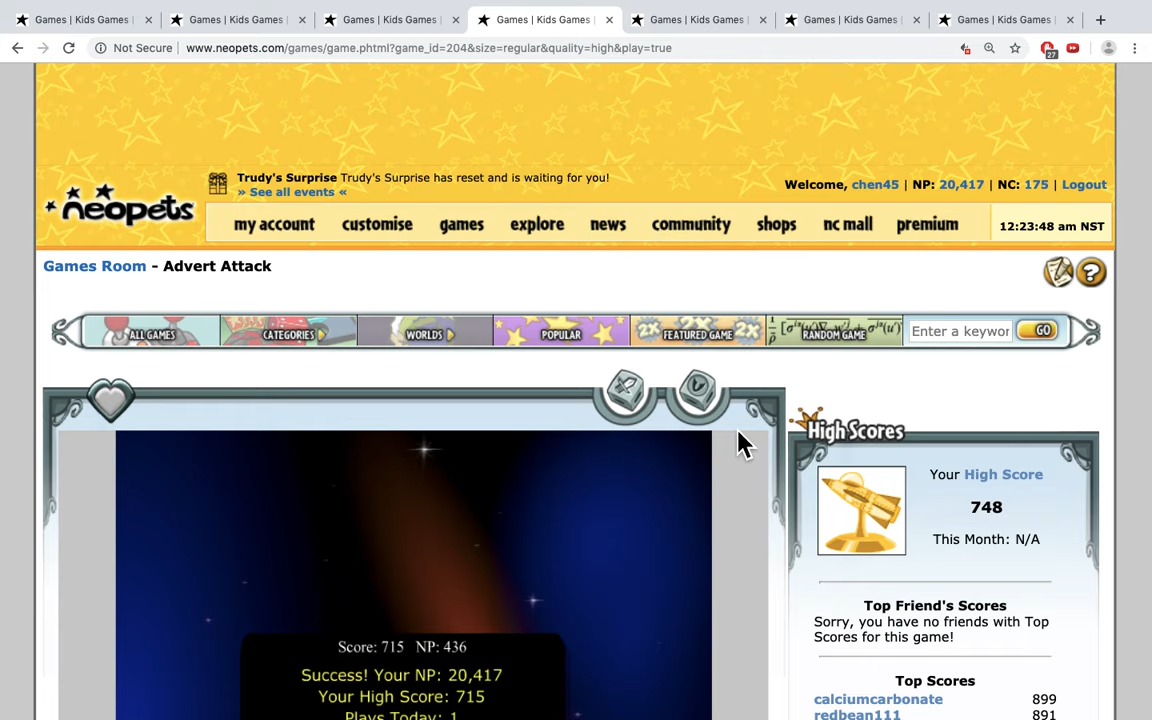 Games | Kids Games
Games | Kids Games
Games | Kids Games
Games | Kids Games
Games | Kids Games
Games | Kids Games
Games | Kids Games
Not Secure | www.neopets.com/games/game.phtml?game_id=204&size=regular&quality=high&play=true
27
Trudy's Surprise Trudy's Surprise has reset and is waiting for you!
» See all events «
Welcome, chen45 | NP: 20,417 | NC: 175 | Logout
neopets
my account customise games explore news community shops nc mall premium
12:23:48 am NST
Games Room - Advert Attack
?
ALL GAMES CATEGORIES WORLDS POPULAR 2X FEATURED GAME 2X RANDOM GAME Enter a keywor GO
High Scores
Your High Score
748
This Month: N/A
Top Friend's Scores
Sorry, you have no friends with Top
Scores for this game!
Top Scores
calciumcarbonate 899
redbean111 891
Score: 715 NP: 436
Success! Your NP: 20,417
Your High Score: 715
Plays Today: 1